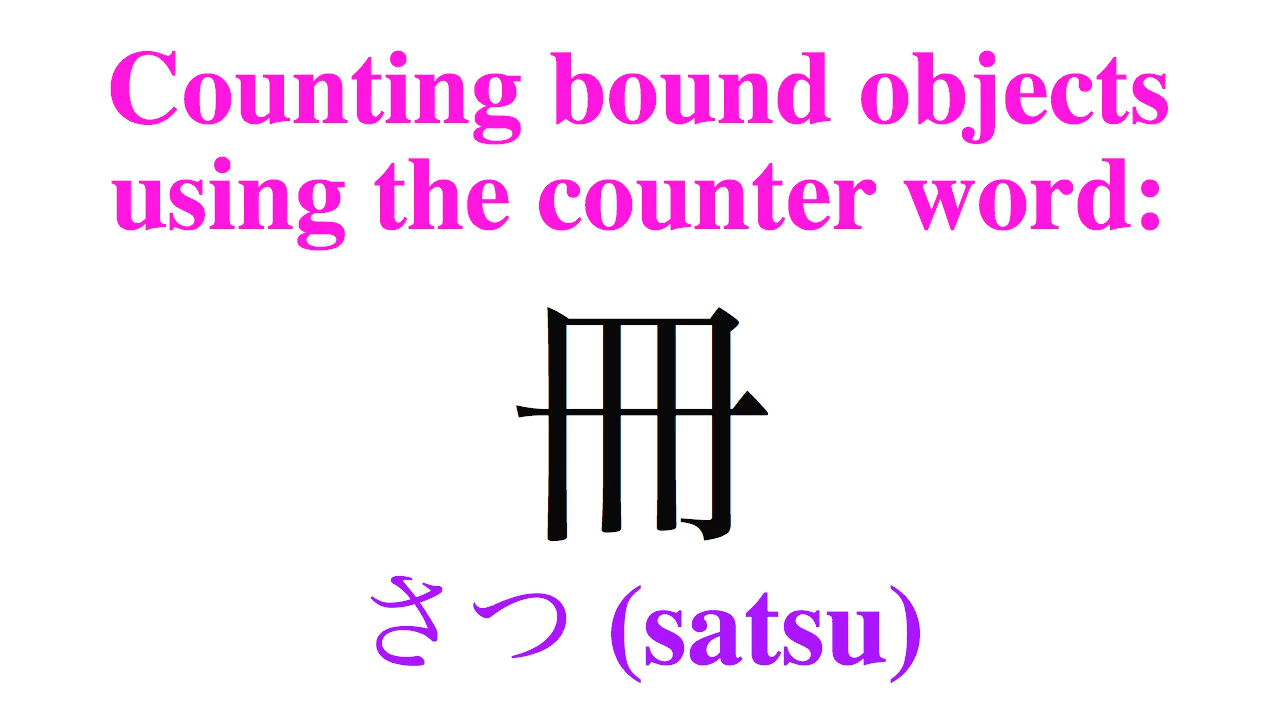 Counting bound objects
using the counter word:
冊
さつ (satsu)